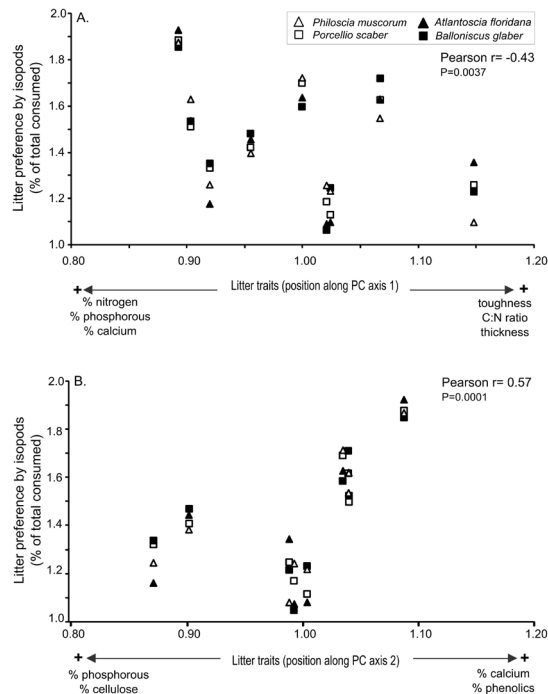 A.
Philoscia muscorum
Atlantoscia floridana
Porcellio scaber
Balloniscus glaber
Pearson r= -0.43
P=0.0037
Litter preference by isopods
(% of total consumed)
2.0
1.8
1.6
1.4
1.2
1.0
0.80 0.90 1.00 1.10 1.20
+ Litter traits (position along PC axis 1) +
% nitrogen
% phosphorous
% calcium
toughness
C:N ratio
thickness
B.
Pearson r= 0.57
P=0.0001
Litter preference by isopods
(% of total consumed)
2.0
1.8
1.6
1.4
1.2
1.0
0.80 0.90 1.00 1.10 1.20
+ Litter traits (position along PC axis 2) +
% phosphorous
% cellulose
% calcium
% phenolics